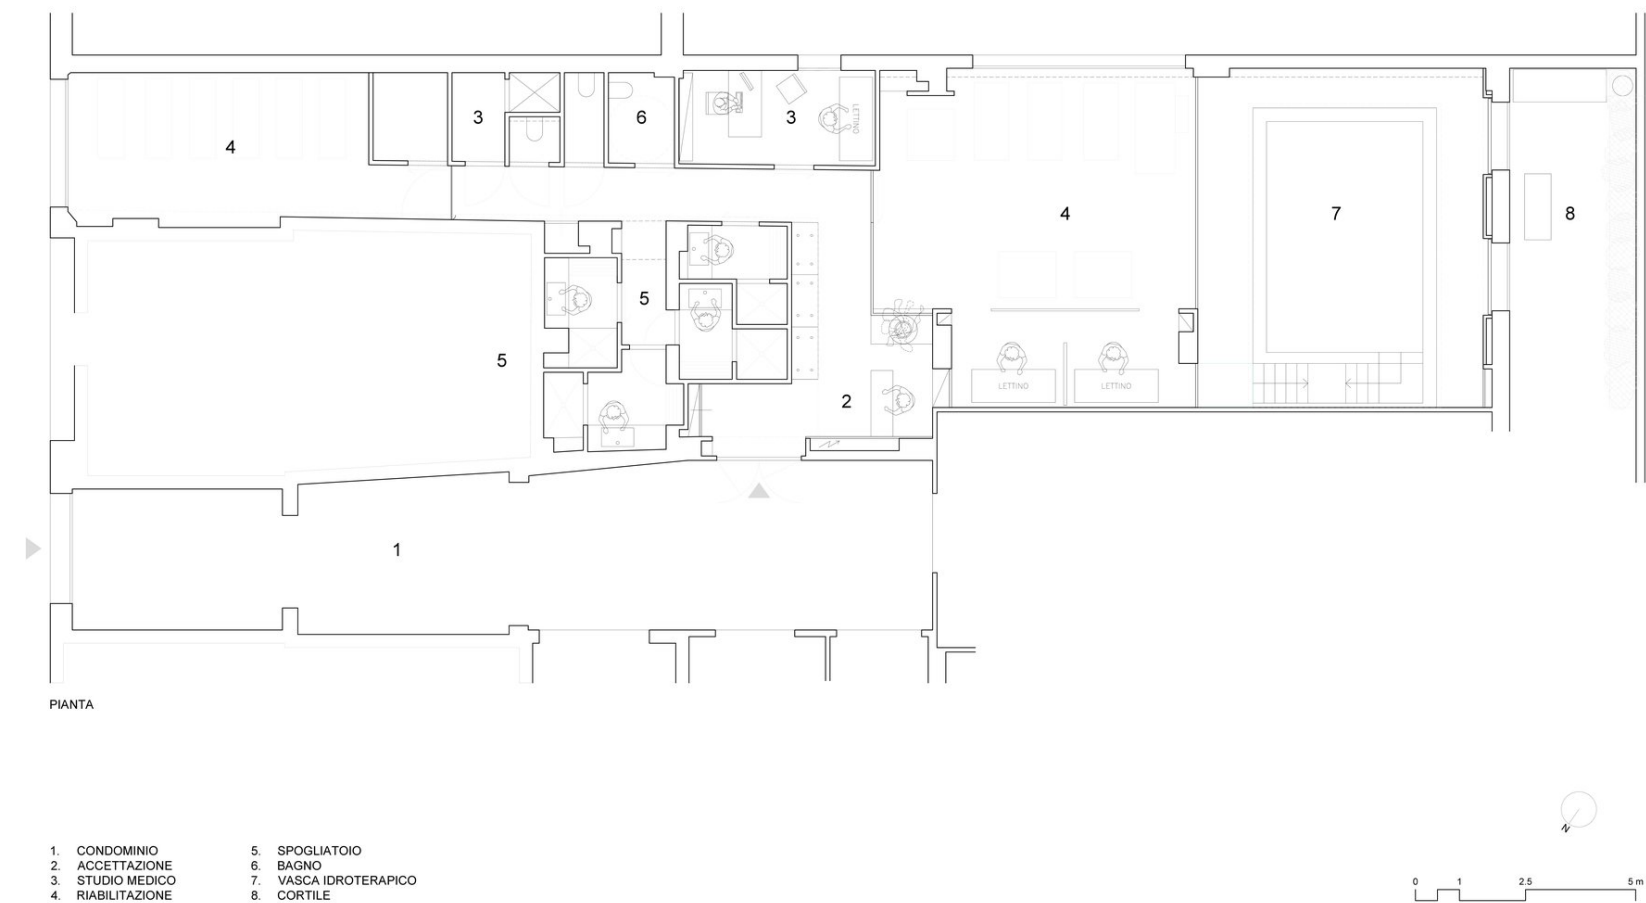 3
6
3
LETTINO
4
4
7
8
5
5
LETTINO
LETTINO
2
1
PIANTA
N
1. CONDOMINIO
2. ACCETTAZIONE
3. STUDIO MEDICO
4. RIABILITAZIONE
5. SPOGLIATOIO
6. BAGNO
7. VASCA IDROTERAPICO
8. CORTILE
0 1 2.5 5 m